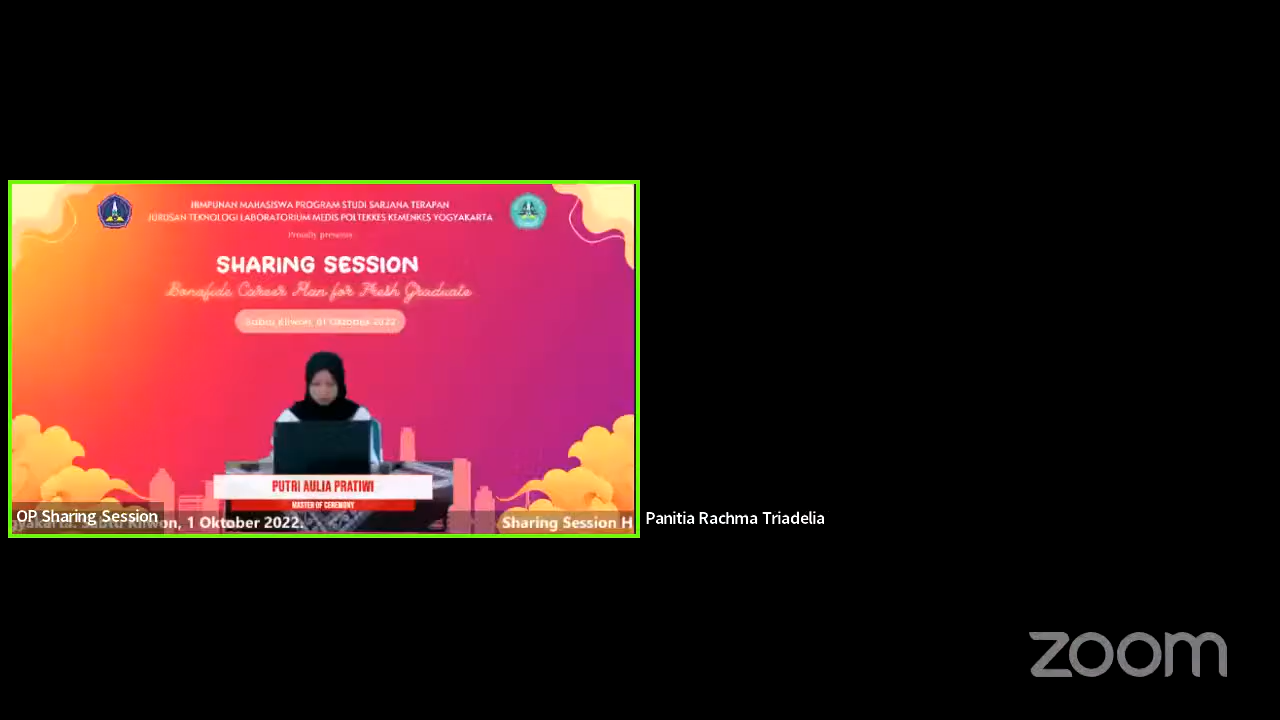 HIMPUNAN MAHASISWA PROGRAM STUDI SARJANA TERAPAN
JURUSAN TEKNOLOGI LABORATORIUM MEDIS POLTEKKES KEMENKES YOGYAKARTA
Proudly presents
SHARING SESSION
Bonafide Career Plan for Fresh Graduate
Sabtu Kliwon, 01 Oktober 2022
PUTRI AULIA PRATIWI
MASTER OF CEREMONY
OP Sharing Session
1 Oktober 2022.
Sharing Session H
Panitia Rachma Triadelia
zoom